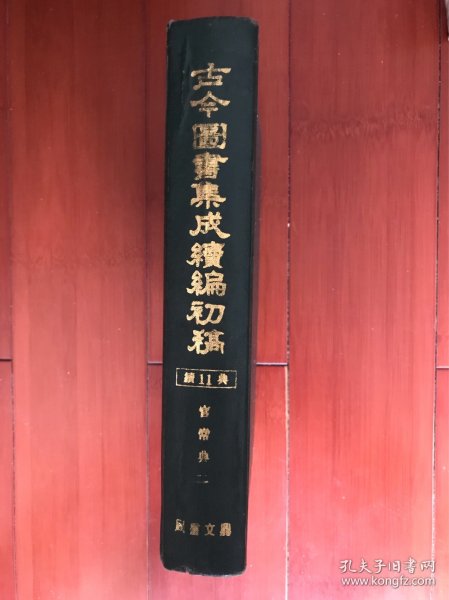 古今圖書集成續編初稿
續11典
官常典二
鼎文書局
孔夫子旧书网
www.kongfz.com